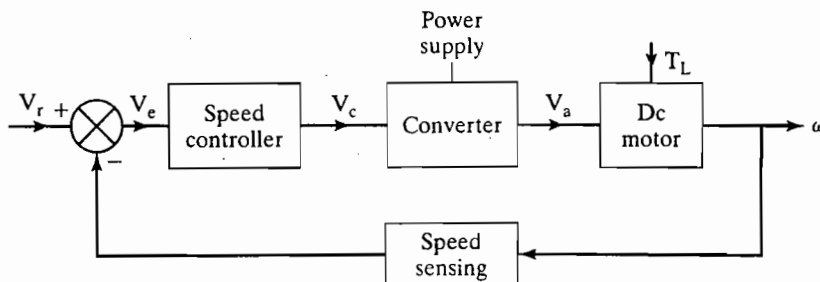 Power
supply
T_L
V_r
+
V_e
Speed
controller
V_c
Converter
V_a
Dc
motor
ω
−
Speed
sensing